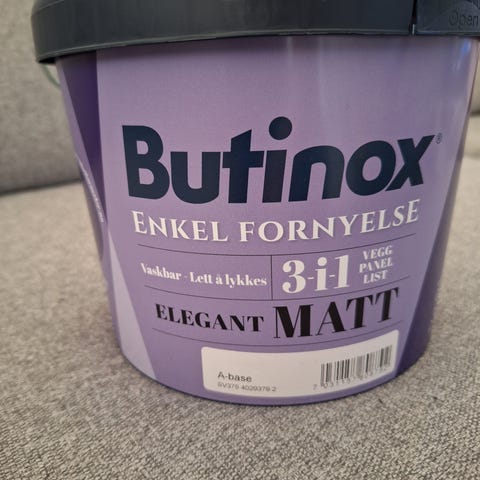 Open
Butinox®
ENKEL FORNYELSE
Vaskbar - Lett å lykkes
3-i-1
VEGG
PANEL
LIST
ELEGANT MATT
A-base